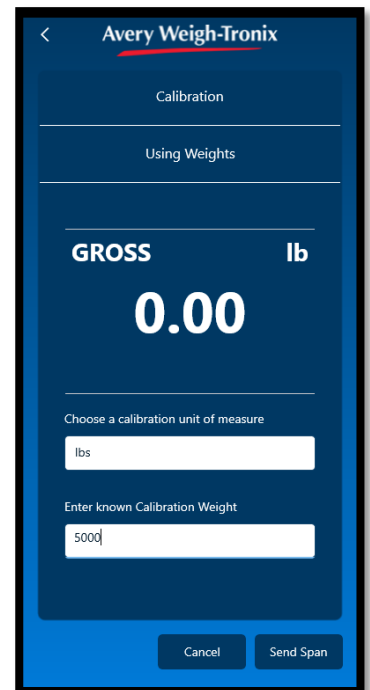 Avery Weigh-Tronix
Calibration
Using Weights
GROSS lb
0.00
Choose a calibration unit of measure
lbs
Enter known Calibration Weight
5000
Cancel Send Span